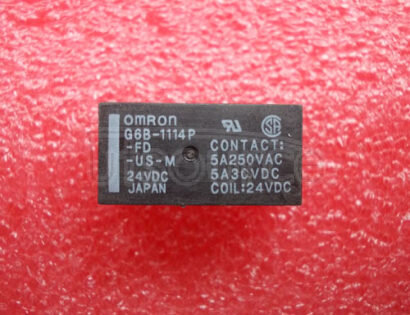 omron
G6B-1114P
-FD
-US-M
24VDC
JAPAN
CONTACT:
5A250VAC
5A30VDC
COIL:24VDC